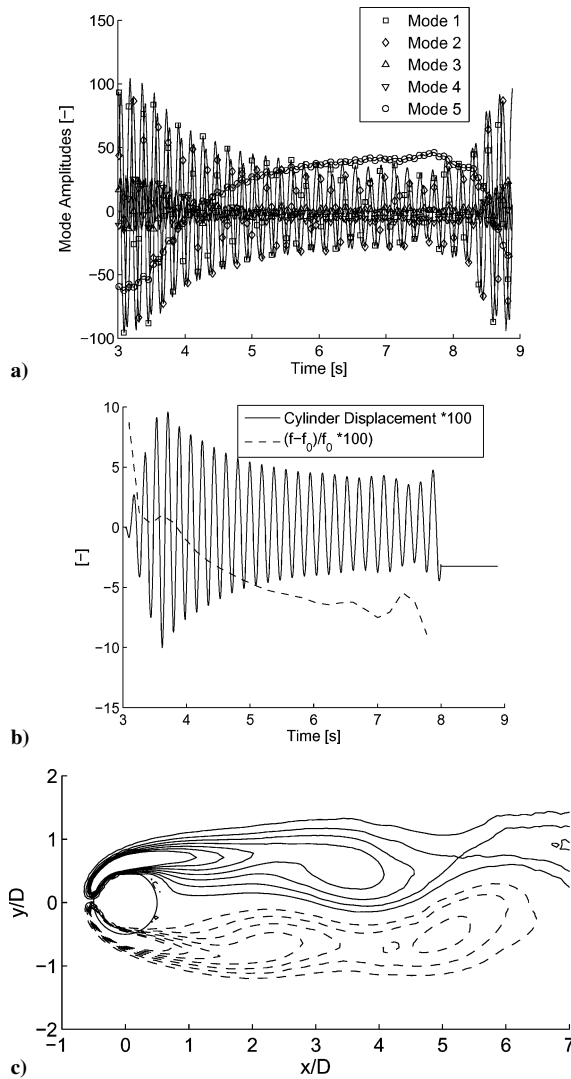 150
100
50
0
−50
−100
Mode Amplitudes [-]
Mode 1
Mode 2
Mode 3
Mode 4
Mode 5
3 4 5 6 7 8 9
Time [s]
a)
10
5
0
−5
−10
−15
[-]
Cylinder Displacement *100
(f−f0)/f0 *100)
3 4 5 6 7 8 9
Time [s]
b)
2
1
0
−1
−2
y/D
−1 0 1 2 3 4 5 6 7
x/D
c)